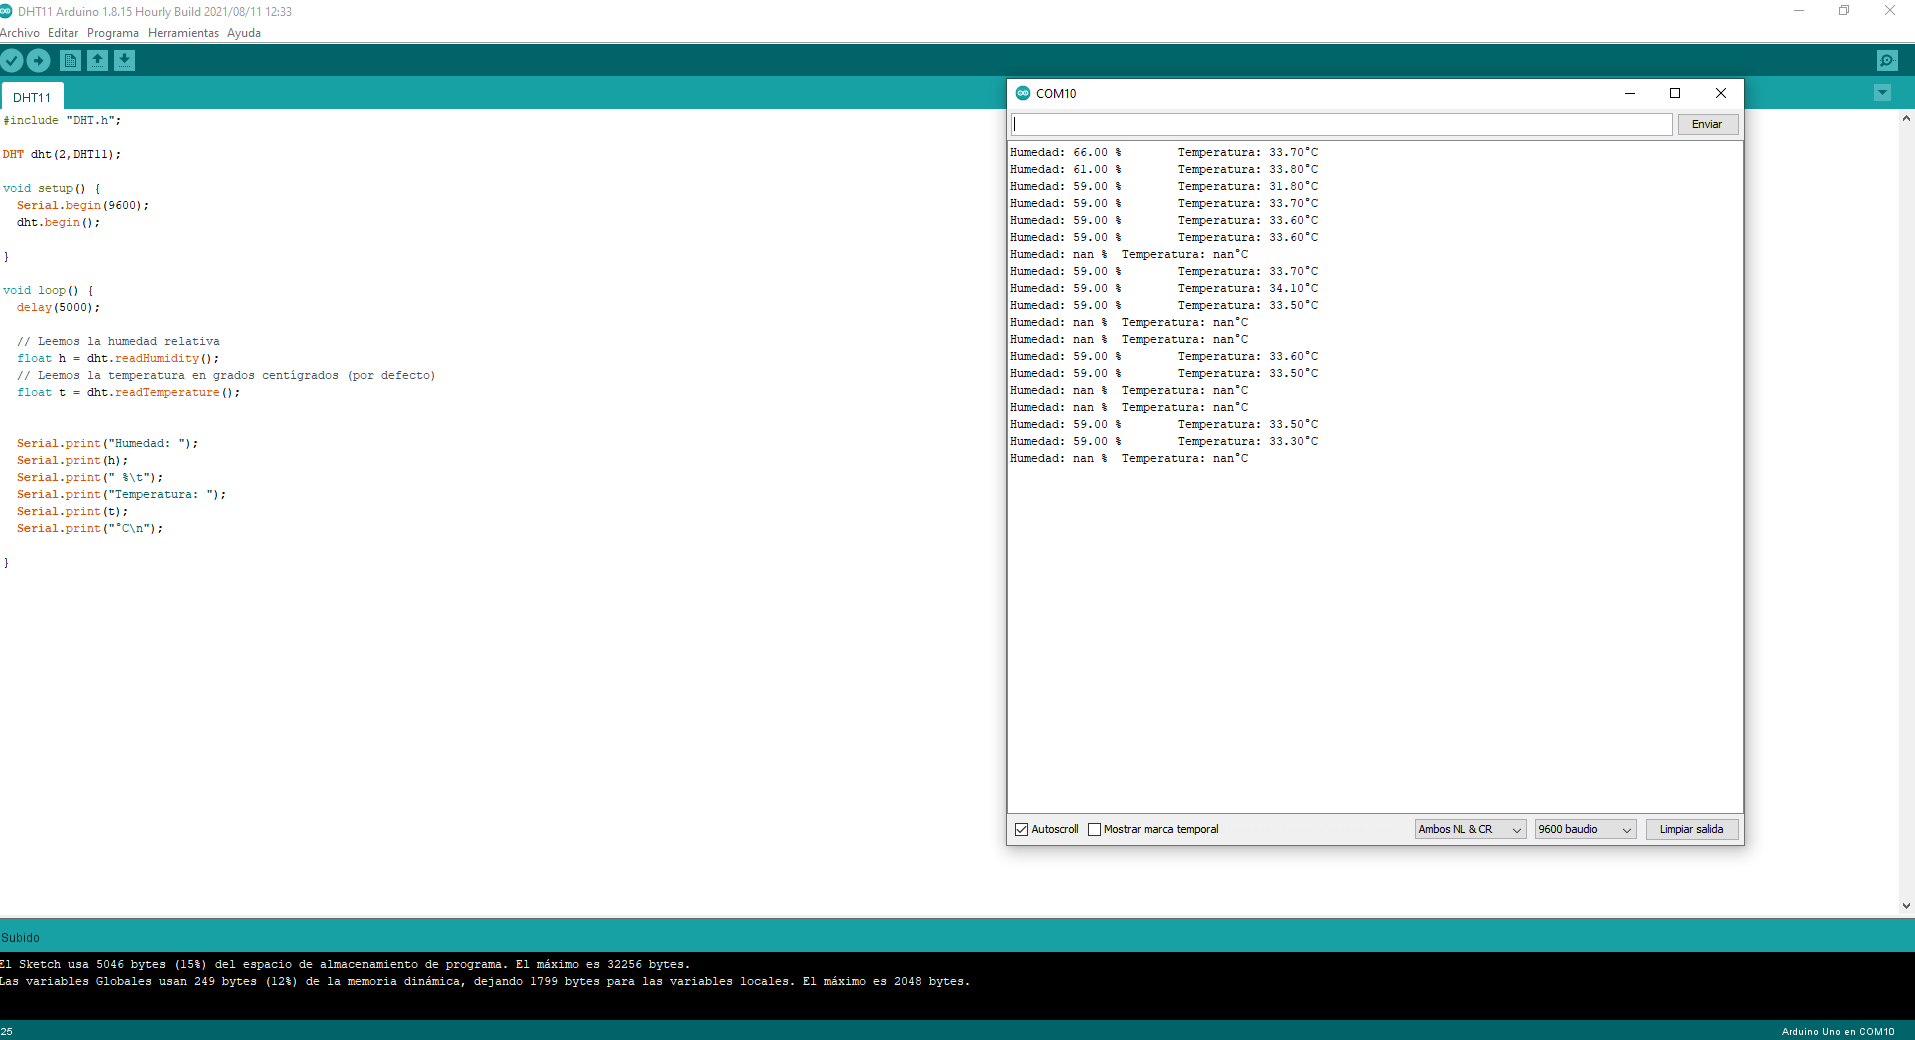 DHT11 Arduino 1.8.15 Hourly Build 2021/08/11 12:33
Archivo Editar Programa Herramientas Ayuda
DHT11
#include "DHT.h";
DHT dht(2,DHT11);
void setup() {
Serial.begin(9600);
dht.begin();
}
void loop() {
delay(5000);
// Leemos la humedad relativa
float h = dht.readHumidity();
// Leemos la temperatura en grados centígrados (por defecto)
float t = dht.readTemperature();
Serial.print("Humedad: ");
Serial.print(h);
Serial.print(" %\t");
Serial.print("Temperatura: ");
Serial.print(t);
Serial.print("°C\n");
}
COM10
Enviar
Humedad: 66.00 % Temperatura: 33.70°C
Humedad: 61.00 % Temperatura: 33.80°C
Humedad: 59.00 % Temperatura: 31.80°C
Humedad: 59.00 % Temperatura: 33.70°C
Humedad: 59.00 % Temperatura: 33.60°C
Humedad: 59.00 % Temperatura: 33.60°C
Humedad: nan % Temperatura: nan°C
Humedad: 59.00 % Temperatura: 33.70°C
Humedad: 59.00 % Temperatura: 34.10°C
Humedad: 59.00 % Temperatura: 33.50°C
Humedad: nan % Temperatura: nan°C
Humedad: nan % Temperatura: nan°C
Humedad: 59.00 % Temperatura: 33.60°C
Humedad: 59.00 % Temperatura: 33.50°C
Humedad: nan % Temperatura: nan°C
Humedad: nan % Temperatura: nan°C
Humedad: 59.00 % Temperatura: 33.50°C
Humedad: 59.00 % Temperatura: 33.30°C
Humedad: nan % Temperatura: nan°C
Autoscroll Mostrar marca temporal Ambos NL & CR 9600 baudio Limpiar salida
Subido
El Sketch usa 5046 bytes (15%) del espacio de almacenamiento de programa. El máximo es 32256 bytes.
Las variables Globales usan 249 bytes (12%) de la memoria dinámica, dejando 1799 bytes para las variables locales. El máximo es 2048 bytes.
25 Arduino Uno en COM10